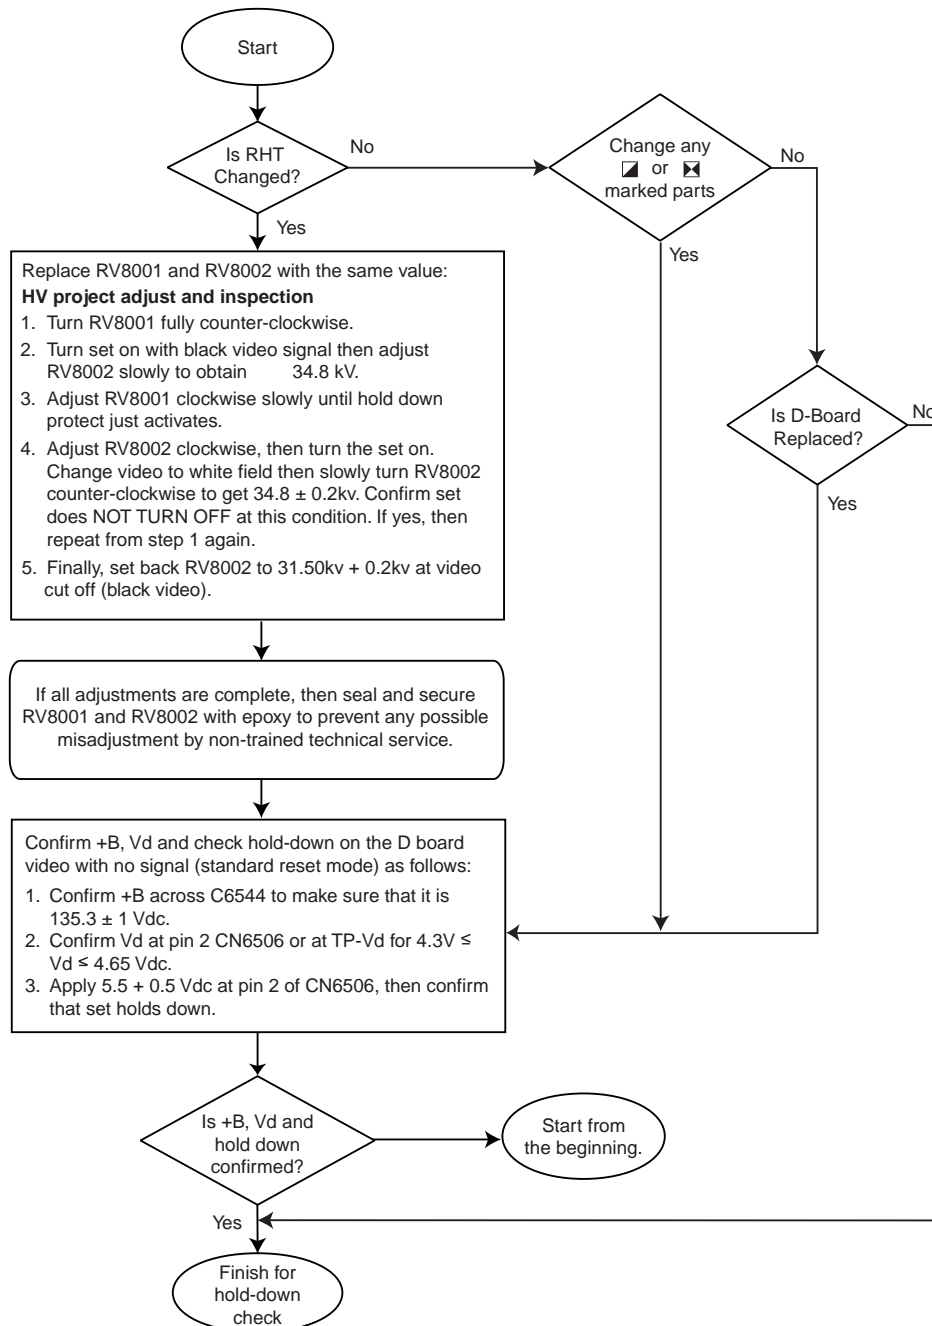 Start
Is RHT
Changed?
No
Change any
or
marked parts
No
Yes
Yes
Replace RV8001 and RV8002 with the same value:
HV project adjust and inspection
1. Turn RV8001 fully counter-clockwise.
2. Turn set on with black video signal then adjust
RV8002 slowly to obtain 34.8 kV.
3. Adjust RV8001 clockwise slowly until hold down
protect just activates.
4. Adjust RV8002 clockwise, then turn the set on.
Change video to white field then slowly turn RV8002
counter-clockwise to get 34.8 ± 0.2kv. Confirm set
does NOT TURN OFF at this condition. If yes, then
repeat from step 1 again.
5. Finally, set back RV8002 to 31.50kv + 0.2kv at video
cut off (black video).
Is D-Board
Replaced?
No
Yes
If all adjustments are complete, then seal and secure
RV8001 and RV8002 with epoxy to prevent any possible
misadjustment by non-trained technical service.
Confirm +B, Vd and check hold-down on the D board
video with no signal (standard reset mode) as follows:
1. Confirm +B across C6544 to make sure that it is
135.3 ± 1 Vdc.
2. Confirm Vd at pin 2 CN6506 or at TP-Vd for 4.3V ≤
Vd ≤ 4.65 Vdc.
3. Apply 5.5 + 0.5 Vdc at pin 2 of CN6506, then confirm
that set holds down.
Is +B, Vd and
hold down
confirmed?
Start from
the beginning.
Yes
Finish for
hold-down
check